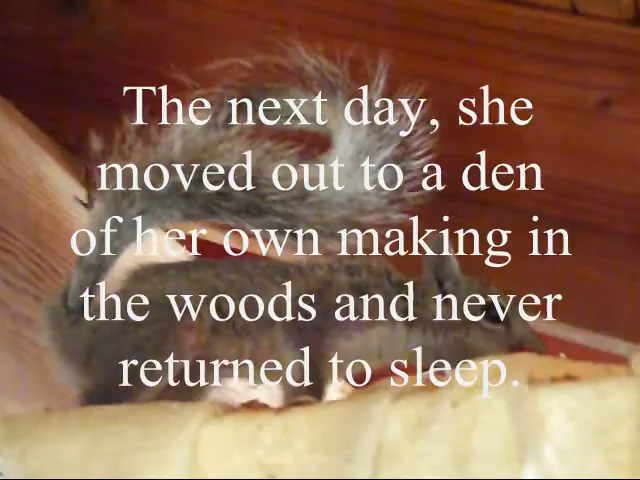 The next day, she
moved out to a den
of her own making in
the woods and never
returned to sleep.